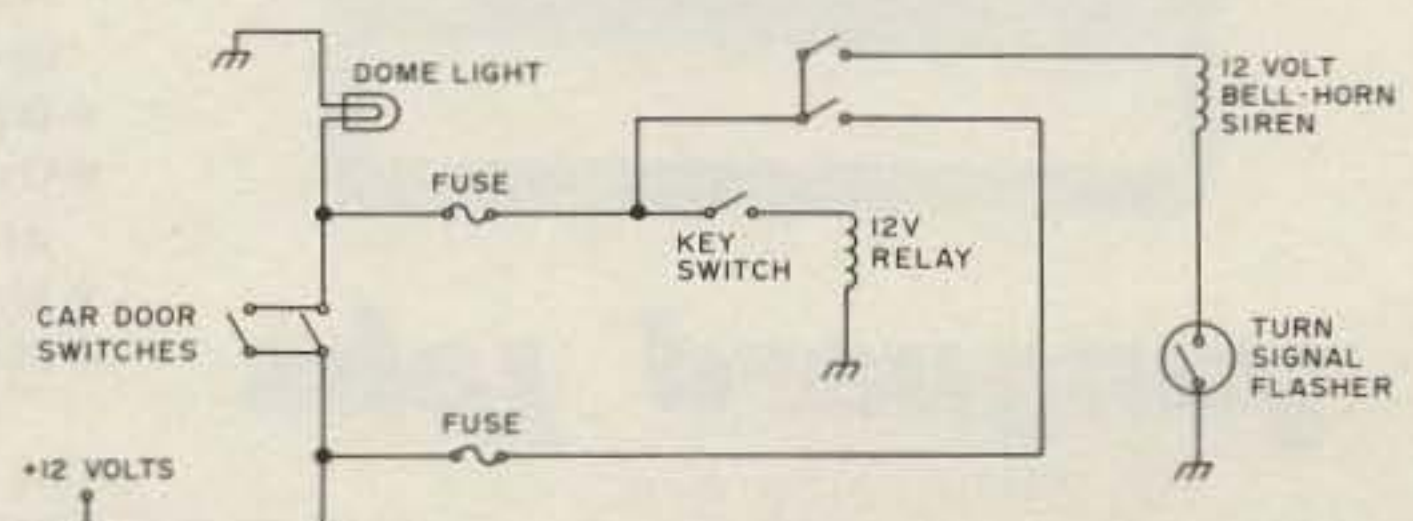 DOME LIGHT
12 VOLT
BELL-HORN
SIREN
FUSE
KEY
SWITCH
12V
RELAY
CAR DOOR
SWITCHES
TURN
SIGNAL
FLASHER
FUSE
+12 VOLTS